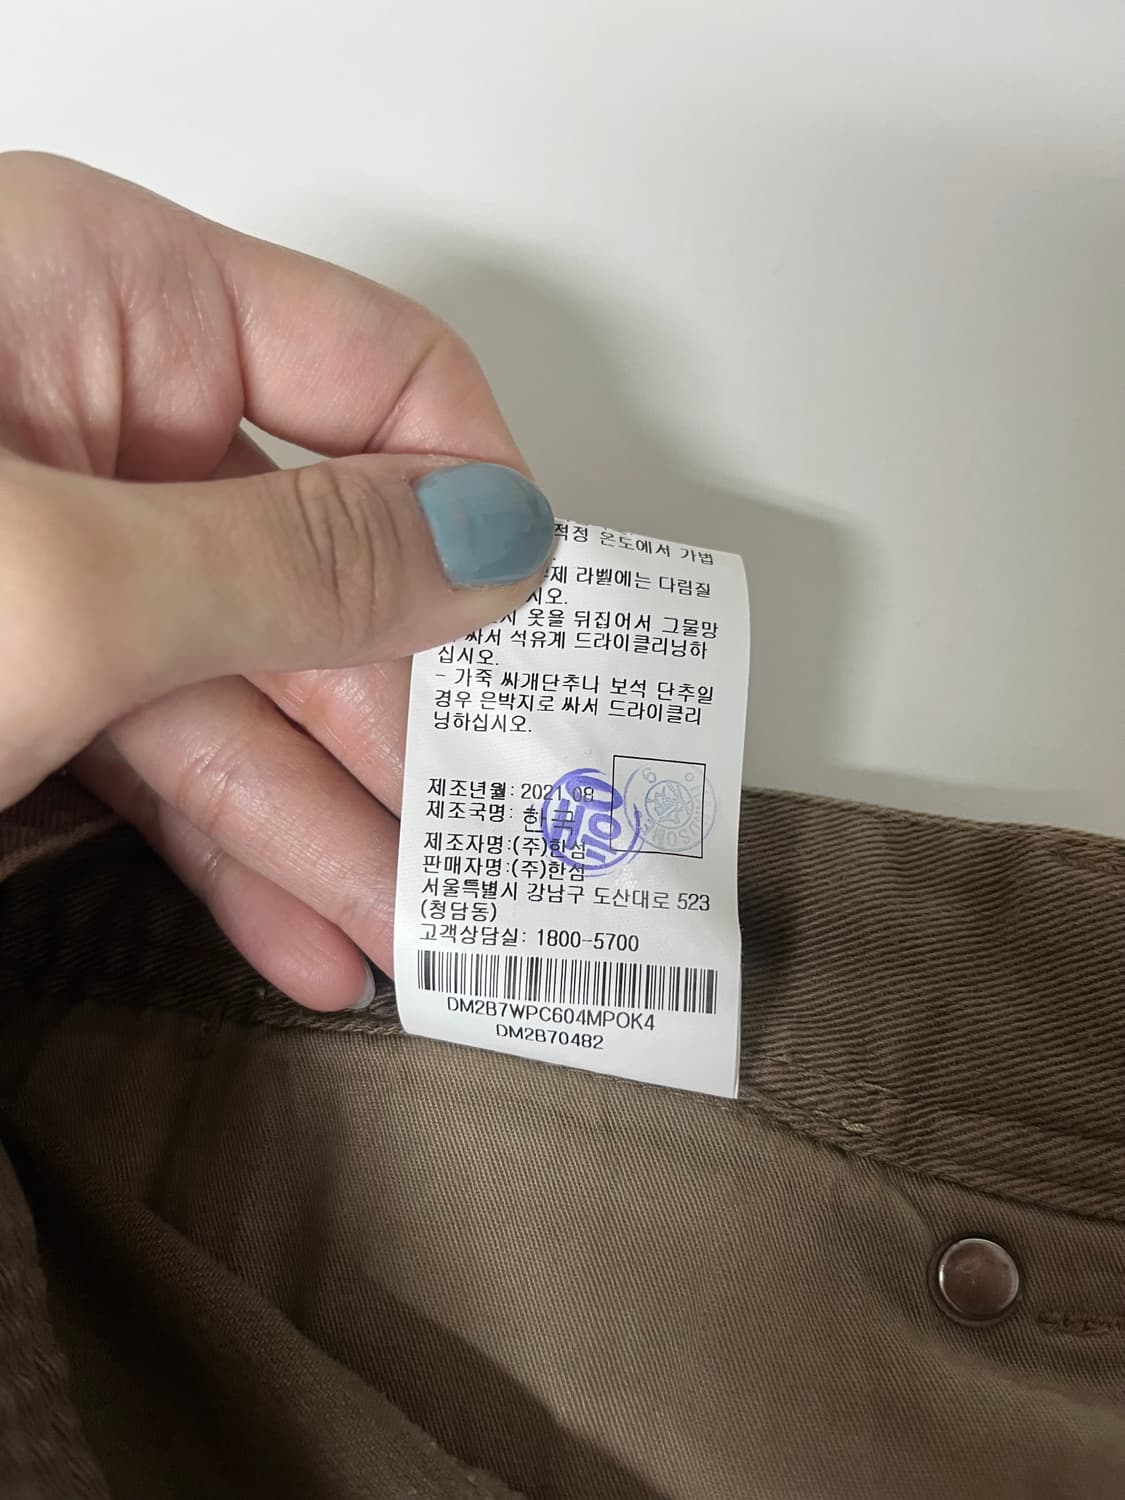 적정 온도에서 가법
라벨에는 다림질
시오.
옷을 뒤집어서 그물망
싸서 석유계 드라이클리닝하
십시오.
- 가죽 싸개단추나 보석 단추일
경우 은박지로 싸서 드라이클리
닝하십시오.
제조년월: 2021.08
제조국명: 한국
제조자명:(주)한섬
판매자명:(주)한섬
서울특별시 강남구 도산대로 523
(청담동)
고객상담실: 1800-5700
DM2B7WPC604MPOK4
DM2B70482